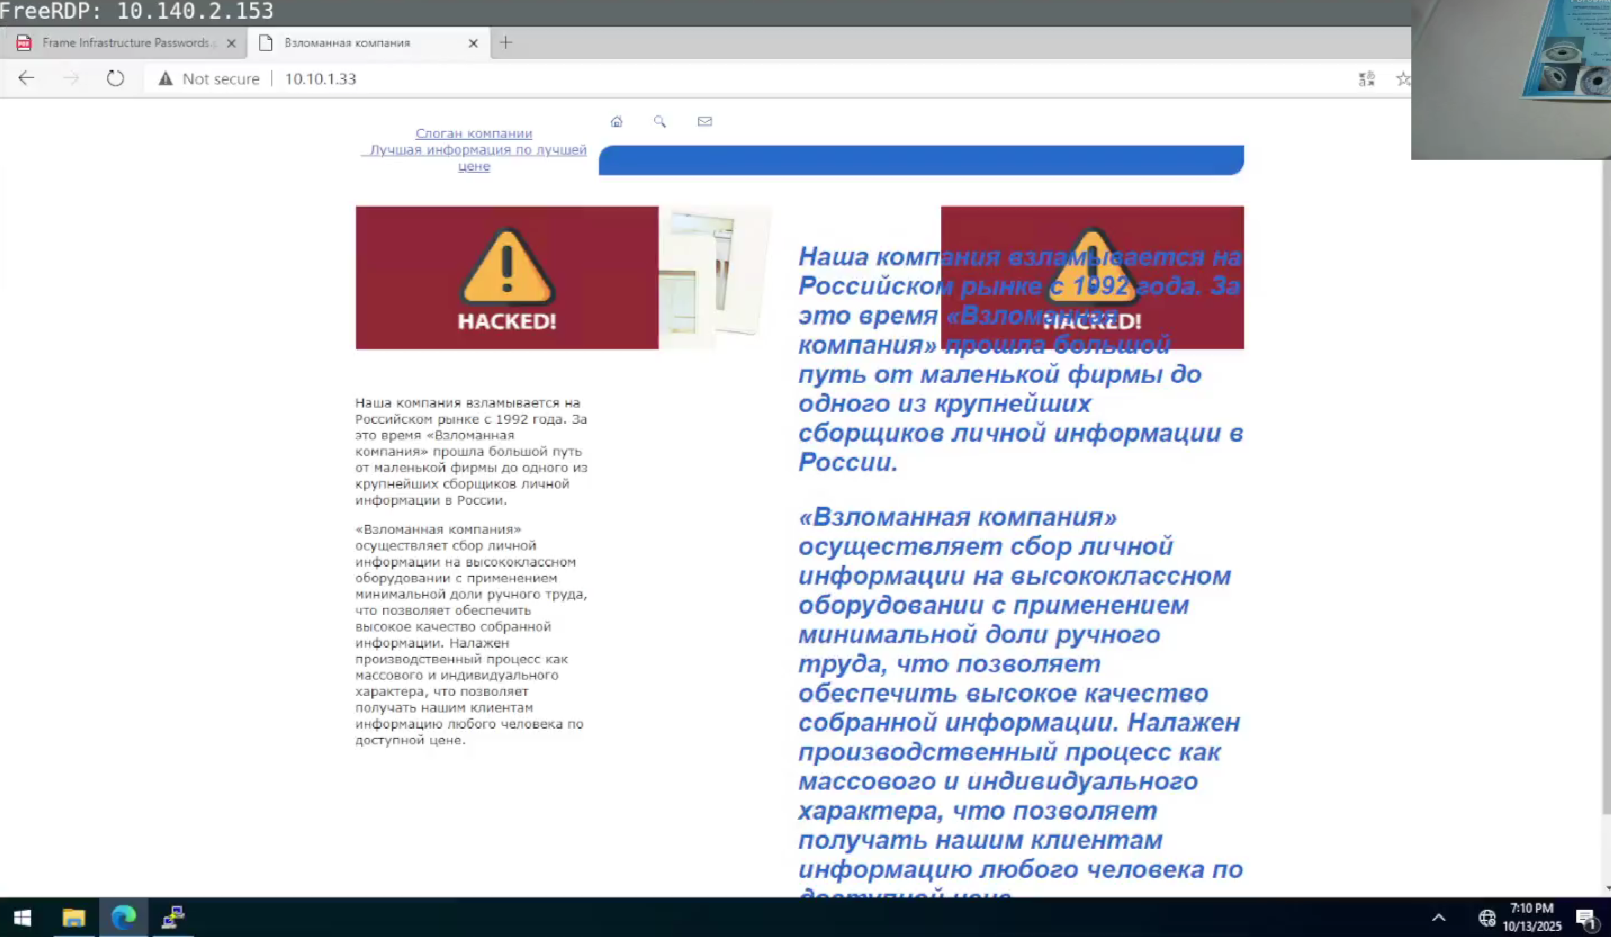 FreeRDP: 10.140.2.153
Frame Infrastructure Passwords
Взломанная компания
Not secure
10.10.1.33
Слоган компании
Лучшая информация по лучшей
цене
HACKED!
HACKED!
Наша компания взламывается на
Российском рынке с 1992 года. За
это время «Взломанная
компания» прошла большой путь
от маленькой фирмы до одного из
крупнейших сборщиков личной
информации в России.
«Взломанная компания»
осуществляет сбор личной
информации на высококлассном
оборудовании с применением
минимальной доли ручного труда,
что позволяет обеспечить
высокое качество собранной
информации. Налажен
производственный процесс как
массового и индивидуального
характера, что позволяет
получать нашим клиентам
информацию любого человека по
доступной цене.
Наша компания взламывается на
Российском рынке с 1992 года. За
это время «Взломанная
компания» прошла большой
путь от маленькой фирмы до
одного из крупнейших
сборщиков личной информации в
России.
«Взломанная компания»
осуществляет сбор личной
информации на высококлассном
оборудовании с применением
минимальной доли ручного
труда, что позволяет
обеспечить высокое качество
собранной информации. Налажен
производственный процесс как
массового и индивидуального
характера, что позволяет
получать нашим клиентам
информацию любого человека по
7:10 PM
10/13/2025
1